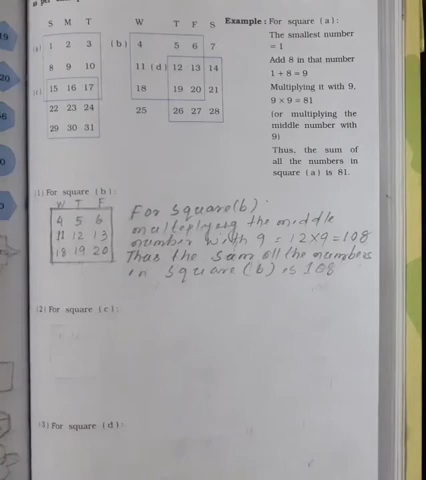 S M T
(a) 1 2 3
8 9 10
(c) 15 16 17
22 23 24
29 30 31
W T F S
(b) 4 5 6 7
11 (d) 12 13 14
18 19 20 21
25 26 27 28
Example : For square (a) :
The smallest number
= 1
Add 8 in that number
1 + 8 = 9
Multiplying it with 9,
9 × 9 = 81
(or multiplying the
middle number with
9)
Thus, the sum of
all the numbers in
square (a) is 81.
(1) For square (b) :
W T F
4 5 6
11 12 13
18 19 20
For square(b) :
the middle
number with 9 = 12×9=108
Thus the sum all the numbers
in square (b) is 108
(2) For square (c) :
(3) For square (d) :
19
20
6
0